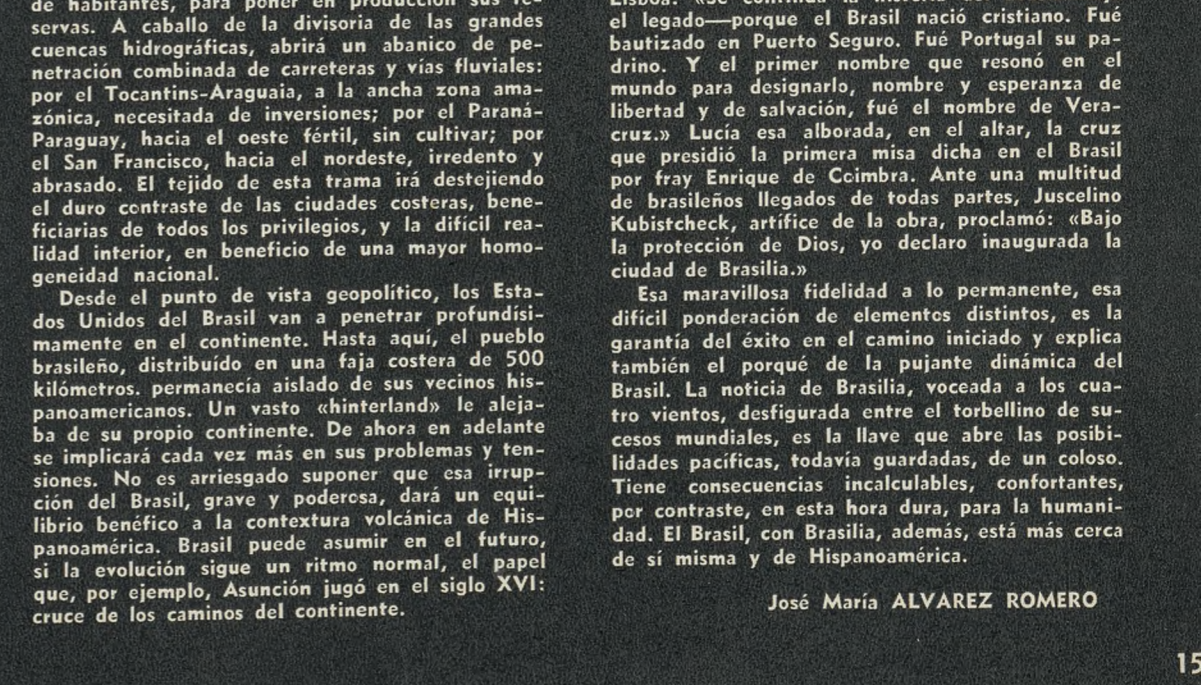 de habitantes, para poner en producción sus re-
servas. A caballo de la divisoria de las grandes
cuencas hidrográficas, abrirá un abanico de pe-
netración combinada de carreteras y vías fluviales:
por el Tocantins-Araguaia, a la ancha zona ama-
zónica, necesitada de inversiones; por el Paraná-
Paraguay, hacia el oeste fértil, sin cultivar; por
el San Francisco, hacia el nordeste, irredento y
abrasado. El tejido de esta trama irá destejiendo
el duro contraste de las ciudades costeras, bene-
ficiarias de todos los privilegios, y la difícil rea-
lidad interior, en beneficio de una mayor homo-
geneidad nacional.
Desde el punto de vista geopolítico, los Esta-
dos Unidos del Brasil van a penetrar profundísi-
mamente en el continente. Hasta aquí, el pueblo
brasileño, distribuído en una faja costera de 500
kilómetros. permanecía aislado de sus vecinos his-
panoamericanos. Un vasto «hinterland» le aleja-
ba de su propio continente. De ahora en adelante
se implicará cada vez más en sus problemas y ten-
siones. No es arriesgado suponer que esa irrup-
ción del Brasil, grave y poderosa, dará un equi-
librio benéfico a la contextura volcánica de His-
panoamérica. Brasil puede asumir en el futuro,
si la evolución sigue un ritmo normal, el papel
que, por ejemplo, Asunción jugó en el siglo XVI:
cruce de los caminos del continente.
el legado—porque el Brasil nació cristiano. Fué
bautizado en Puerto Seguro. Fué Portugal su pa-
drino. Y el primer nombre que resonó en el
mundo para designarlo, nombre y esperanza de
libertad y de salvación, fué el nombre de Vera-
cruz.» Lucía esa alborada, en el altar, la cruz
que presidió la primera misa dicha en el Brasil
por fray Enrique de Coimbra. Ante una multitud
de brasileños llegados de todas partes, Juscelino
Kubistcheck, artífice de la obra, proclamó: «Bajo
la protección de Dios, yo declaro inaugurada la
ciudad de Brasilia.»
Esa maravillosa fidelidad a lo permanente, esa
difícil ponderación de elementos distintos, es la
garantía del éxito en el camino iniciado y explica
también el porqué de la pujante dinámica del
Brasil. La noticia de Brasilia, voceada a los cua-
tro vientos, desfigurada entre el torbellino de su-
cesos mundiales, es la llave que abre las posibi-
lidades pacíficas, todavía guardadas, de un coloso.
Tiene consecuencias incalculables, confortantes,
por contraste, en esta hora dura, para la humani-
dad. El Brasil, con Brasilia, además, está más cerca
de sí misma y de Hispanoamérica.
José María ALVAREZ ROMERO
15